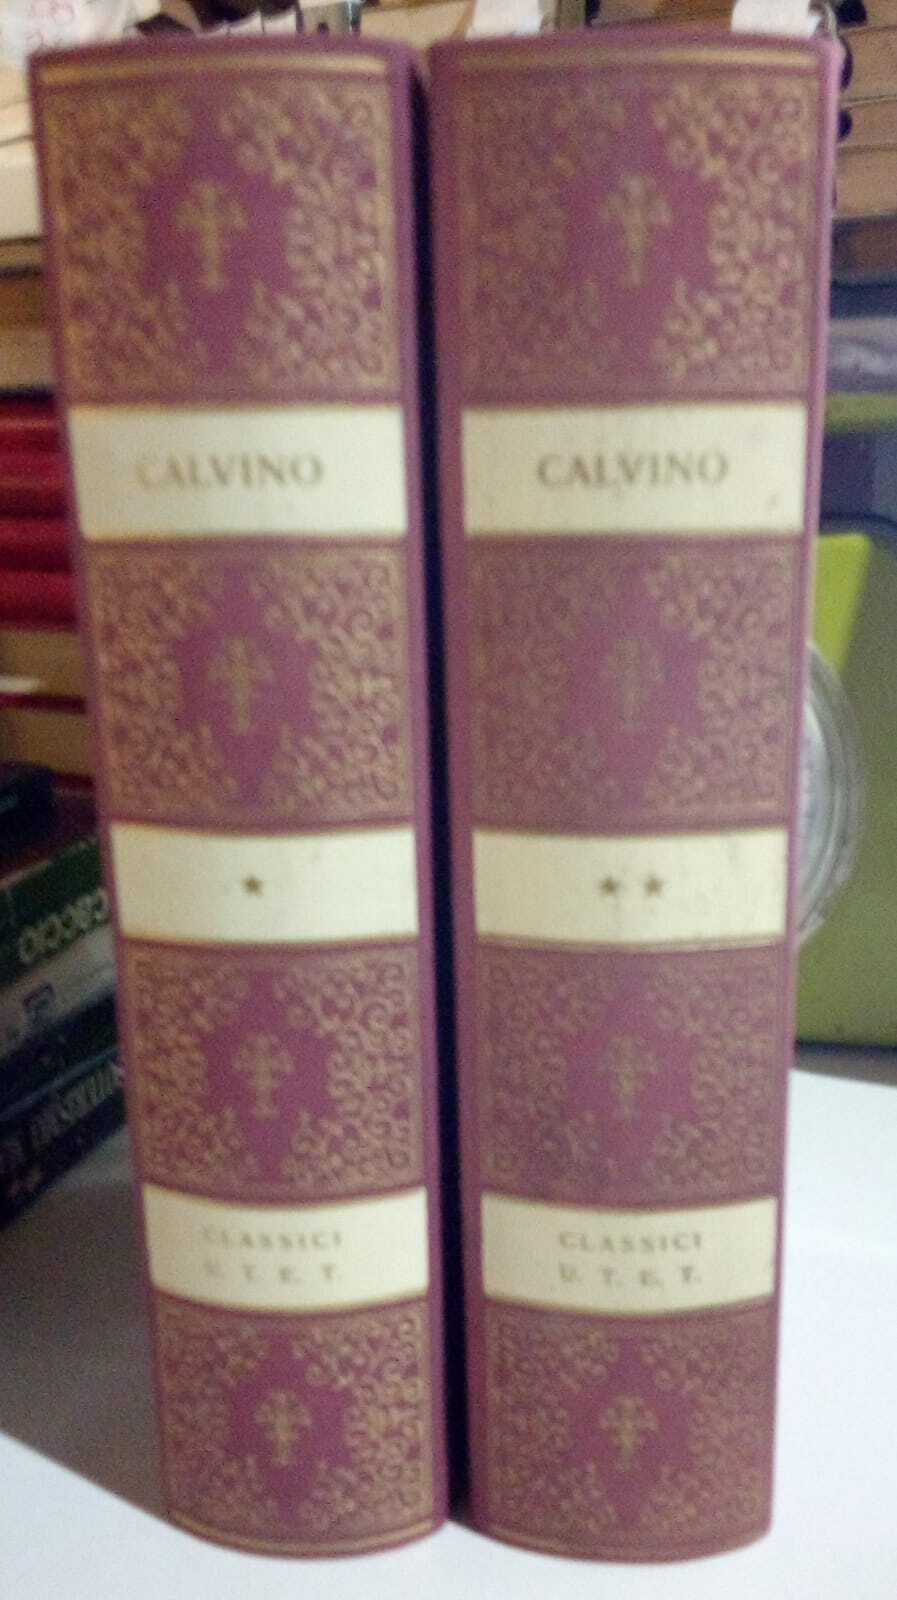 CALVINO
★
CLASSICI
U. T. E. T.
CALVINO
★ ★
CLASSICI
U. T. E. T.